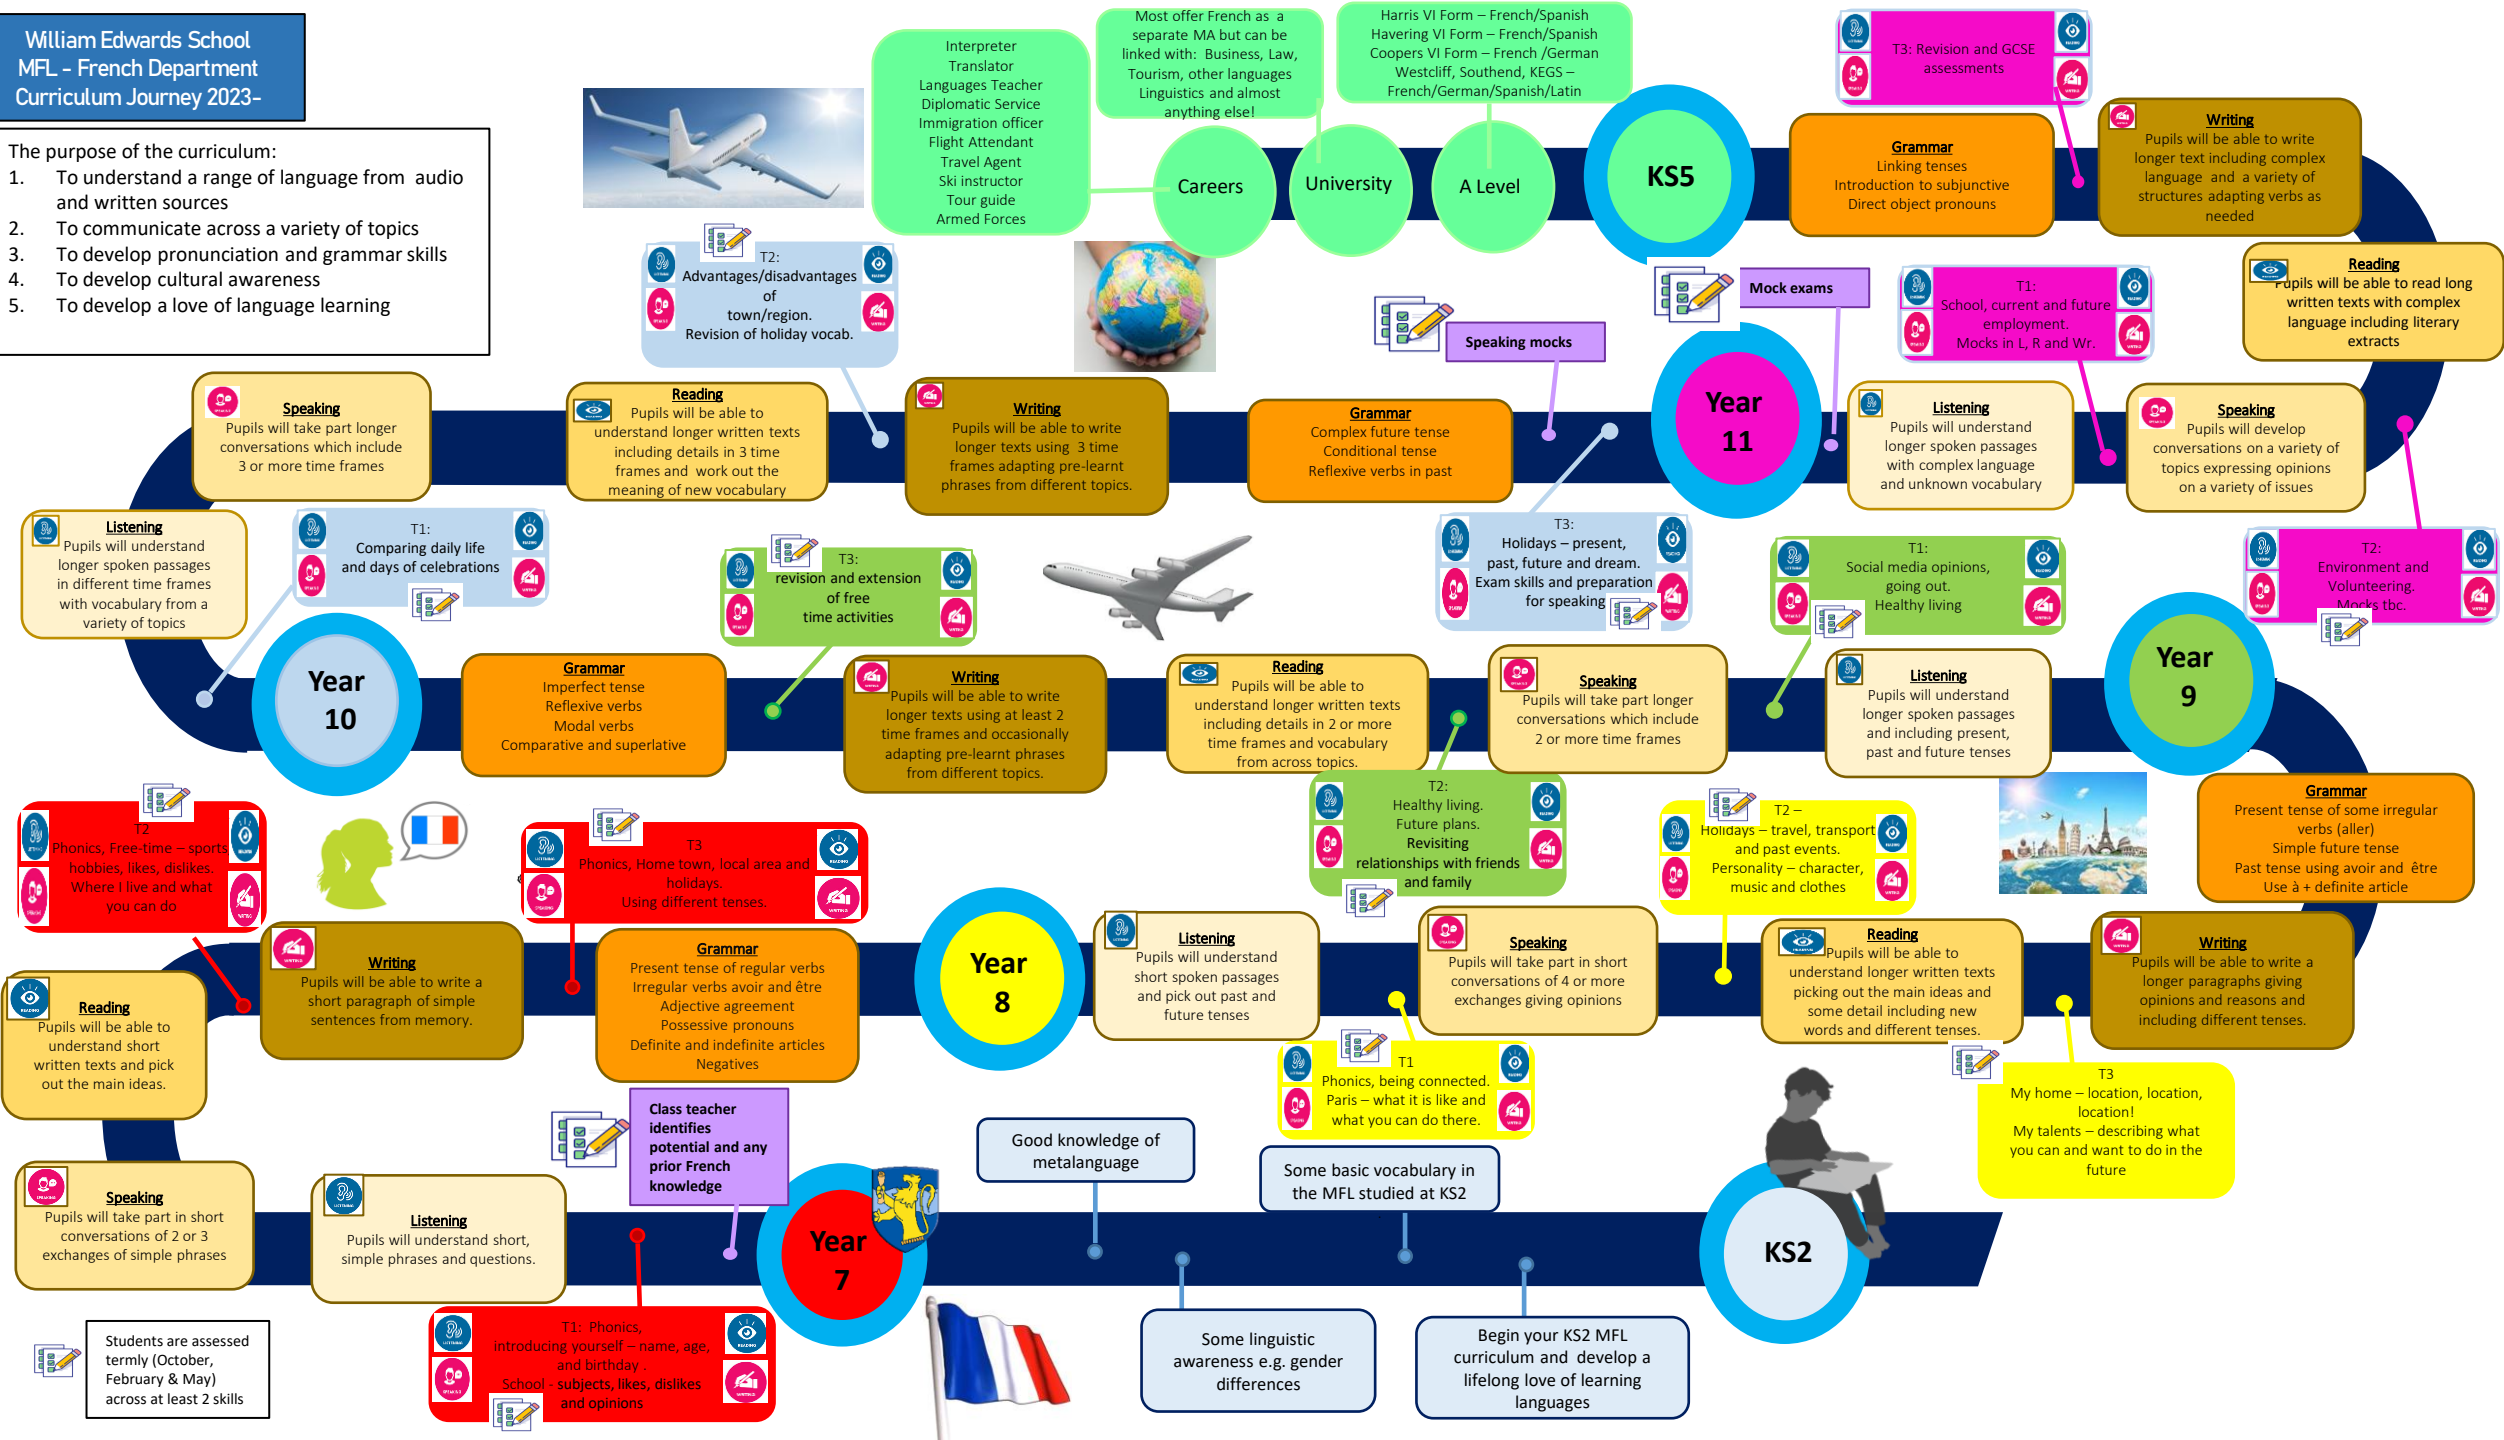 William Edwards School
MFL - French Department
Curriculum Journey 2023-
The purpose of the curriculum:
1. To understand a range of language from audio
and written sources
2. To communicate across a variety of topics
3. To develop pronunciation and grammar skills
4. To develop cultural awareness
5. To develop a love of language learning
Interpreter
Translator
Languages Teacher
Diplomatic Service
Immigration officer
Flight Attendant
Travel Agent
Ski instructor
Tour guide
Armed Forces
Most offer French as a
separate MA but can be
linked with: Business, Law,
Tourism, other languages
Linguistics and almost
anything else!
Harris VI Form – French/Spanish
Havering VI Form – French/Spanish
Coopers VI Form – French /German
Westcliff, Southend, KEGS –
French/German/Spanish/Latin
Careers
University
A Level
KS5
T3: Revision and GCSE
assessments
Grammar
Linking tenses
Introduction to subjunctive
Direct object pronouns
Writing
Pupils will be able to write
longer text including complex
language and a variety of
structures adapting verbs as
needed
Reading
Pupils will be able to read long
written texts with complex
language including literary
extracts
T2:
Advantages/disadvantages
of
town/region.
Revision of holiday vocab.
Speaking mocks
Mock exams
T1:
School, current and future
employment.
Mocks in L, R and Wr.
Speaking
Pupils will take part longer
conversations which include
3 or more time frames
Reading
Pupils will be able to
understand longer written texts
including details in 3 time
frames and work out the
meaning of new vocabulary
Writing
Pupils will be able to write
longer texts using 3 time
frames adapting pre-learnt
phrases from different topics.
Grammar
Complex future tense
Conditional tense
Reflexive verbs in past
Year
11
Listening
Pupils will understand
longer spoken passages
with complex language
and unknown vocabulary
Speaking
Pupils will develop
conversations on a variety of
topics expressing opinions
on a variety of issues
Listening
Pupils will understand
longer spoken passages
in different time frames
with vocabulary from a
variety of topics
T1:
Comparing daily life
and days of celebrations
T3:
revision and extension
of free
time activities
T3:
Holidays – present,
past, future and dream.
Exam skills and preparation
for speaking
T1:
Social media opinions,
going out.
Healthy living
T2:
Environment and
Volunteering.
Mocks tbc.
Year
10
Grammar
Imperfect tense
Reflexive verbs
Modal verbs
Comparative and superlative
Writing
Pupils will be able to write
longer texts using at least 2
time frames and occasionally
adapting pre-learnt phrases
from different topics.
Reading
Pupils will be able to
understand longer written texts
including details in 2 or more
time frames and vocabulary
from across topics.
Speaking
Pupils will take part longer
conversations which include
2 or more time frames
Listening
Pupils will understand
longer spoken passages
and including present,
past and future tenses
Year
9
T2
Phonics, Free-time – sports
hobbies, likes, dislikes.
Where I live and what
you can do
T3
Phonics, Home town, local area and
holidays.
Using different tenses.
T2:
Healthy living.
Future plans.
Revisiting
relationships with friends
and family
T2 –
Holidays – travel, transport
and past events.
Personality – character,
music and clothes
Grammar
Present tense of some irregular
verbs (aller)
Simple future tense
Past tense using avoir and être
Use à + definite article
Reading
Pupils will be able to
understand short
written texts and pick
out the main ideas.
Writing
Pupils will be able to write a
short paragraph of simple
sentences from memory.
Grammar
Present tense of regular verbs
Irregular verbs avoir and être
Adjective agreement
Possessive pronouns
Definite and indefinite articles
Negatives
Year
8
Listening
Pupils will understand
short spoken passages
and pick out past and
future tenses
Speaking
Pupils will take part in short
conversations of 4 or more
exchanges giving opinions
Reading
Pupils will be able to
understand longer written texts
picking out the main ideas and
some detail including new
words and different tenses.
Writing
Pupils will be able to write a
longer paragraphs giving
opinions and reasons and
including different tenses.
T1
Phonics, being connected.
Paris – what it is like and
what you can do there.
T3
My home – location, location,
location!
My talents – describing what
you can and want to do in the
future
Class teacher
identifies
potential and any
prior French
knowledge
Good knowledge of
metalanguage
Some basic vocabulary in
the MFL studied at KS2
Speaking
Pupils will take part in short
conversations of 2 or 3
exchanges of simple phrases
Listening
Pupils will understand short,
simple phrases and questions.
Year
7
KS2
T1: Phonics,
introducing yourself – name, age,
and birthday .
School - subjects, likes, dislikes
and opinions
Some linguistic
awareness e.g. gender
differences
Begin your KS2 MFL
curriculum and develop a
lifelong love of learning
languages
Students are assessed
termly (October,
February & May)
across at least 2 skills